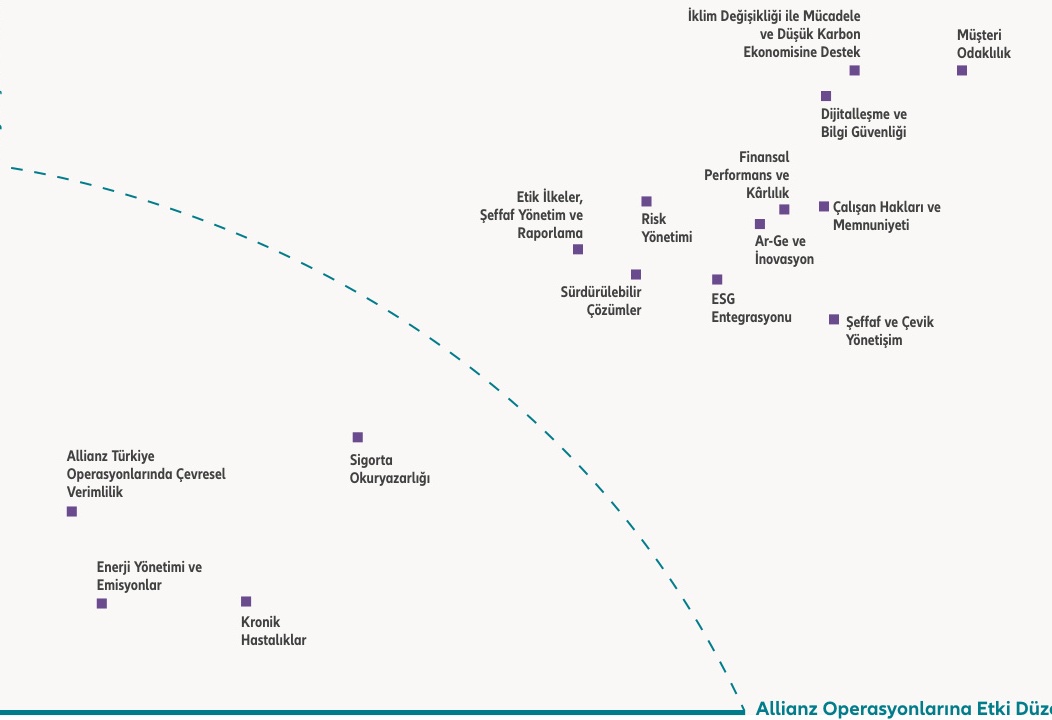 İklim Değişikliği ile Mücadele
ve Düşük Karbon
Ekonomisine Destek
Müşteri
Odaklılık
Dijitalleşme ve
Bilgi Güvenliği
Finansal
Performans ve
Kârlılık
Etik İlkeler,
Şeffaf Yönetim ve
Raporlama
Risk
Yönetimi
Çalışan Hakları ve
Memnuniyeti
Ar-Ge ve
İnovasyon
Sürdürülebilir
Çözümler
ESG
Entegrasyonu
Şeffaf ve Çevik
Yönetişim
Sigorta
Okuryazarlığı
Allianz Türkiye
Operasyonlarında Çevresel
Verimlilik
Enerji Yönetimi ve
Emisyonlar
Kronik
Hastalıklar
Allianz Operasyonlarına Etki